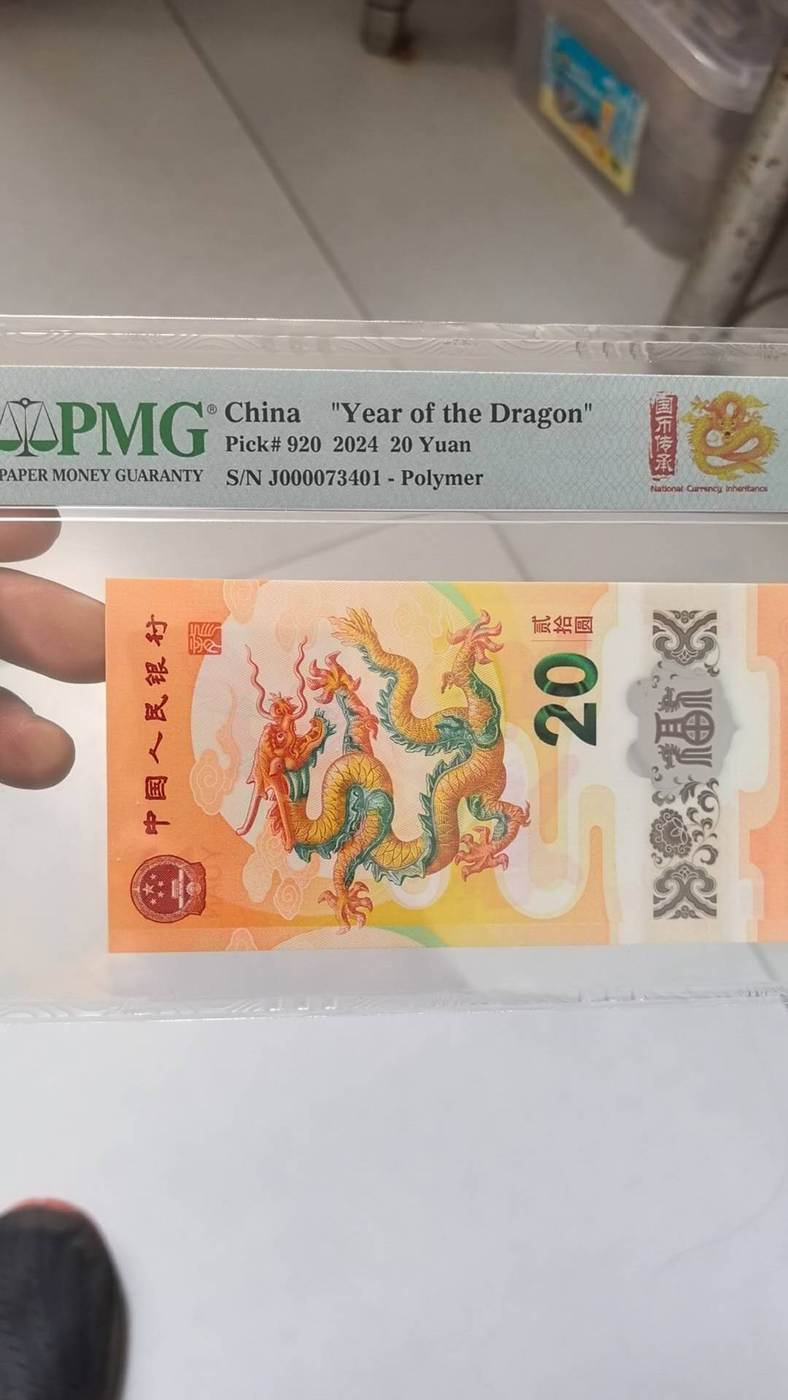 PMG®
PAPER MONEY GUARANTY
China "Year of the Dragon"
Pick# 920 2024 20 Yuan
S/N J000073401 - Polymer
国币传承
National Currency Inheritance
中国人民银行
贰拾圆
20